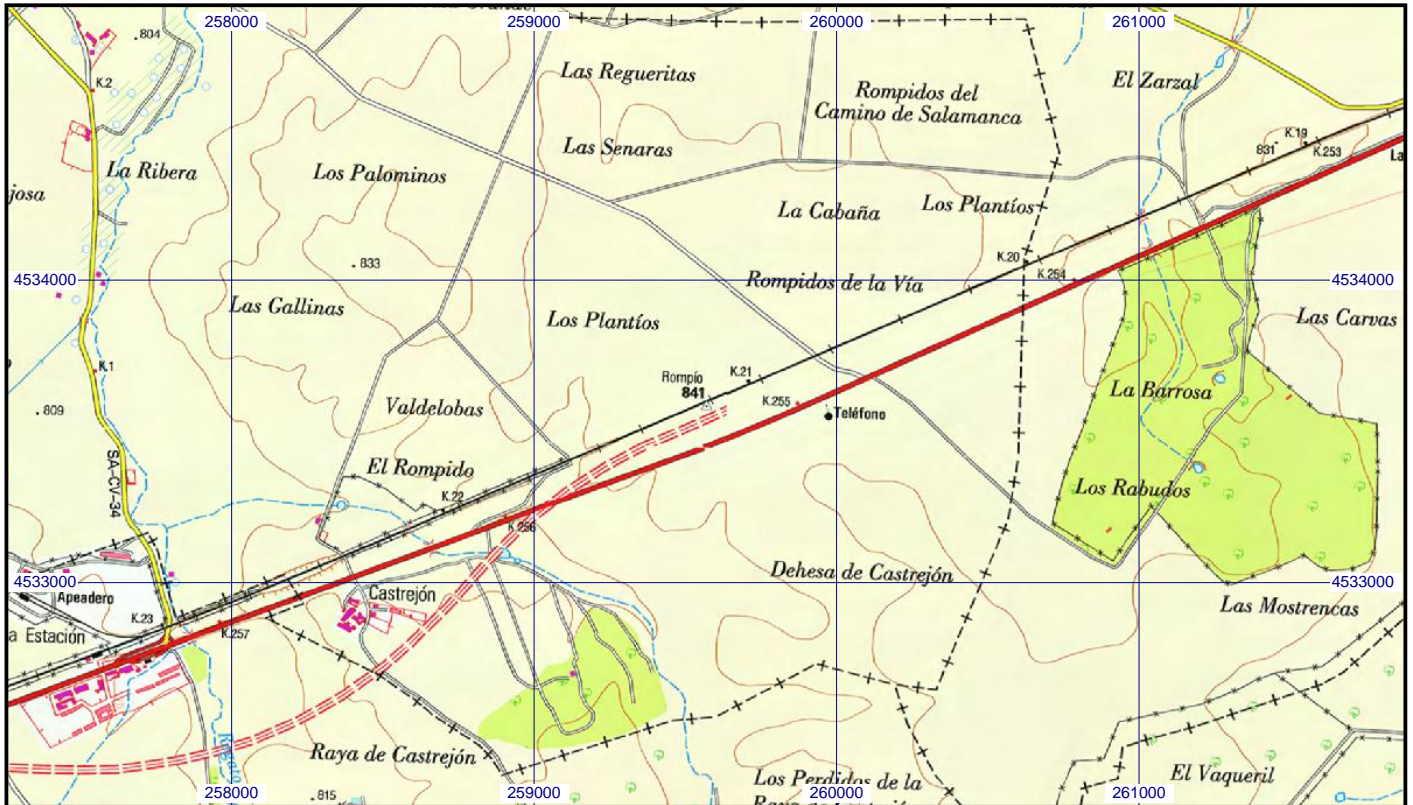 258000
259000
260000
261000
804
Las Regueritas
El Zarzal
K.2
Rompidos del
Camino de Salamanca
K.19
831
K.253
La
Las Senaras
La Ribera
Los Palominos
josa
Los Plantíos
La Cabaña
833
K.20
K.254
4534000
4534000
Rompidos de la Vía
Las Gallinas
Los Plantíos
Las Carvas
K.1
Rompío
841
K.21
La Barrosa
809
Valdelobas
K.255
Teléfono
SA-CV-34
El Rompido
Los Rabudos
K.22
K.256
4533000
4533000
Dehesa de Castrejón
Apeadero
Castrejón
Las Mostrencas
K.23
K.257
a Estación
Raya de Castrejón
El Vaqueril
Los Perdidos de la
815
258000
259000
260000
261000